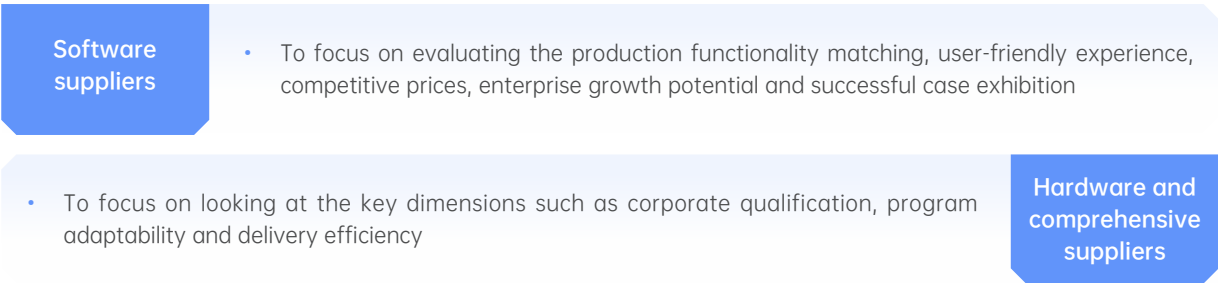 Software
suppliers
• To focus on evaluating the production functionality matching, user-friendly experience,
competitive prices, enterprise growth potential and successful case exhibition
• To focus on looking at the key dimensions such as corporate qualification, program
adaptability and delivery efficiency
Hardware and
comprehensive
suppliers